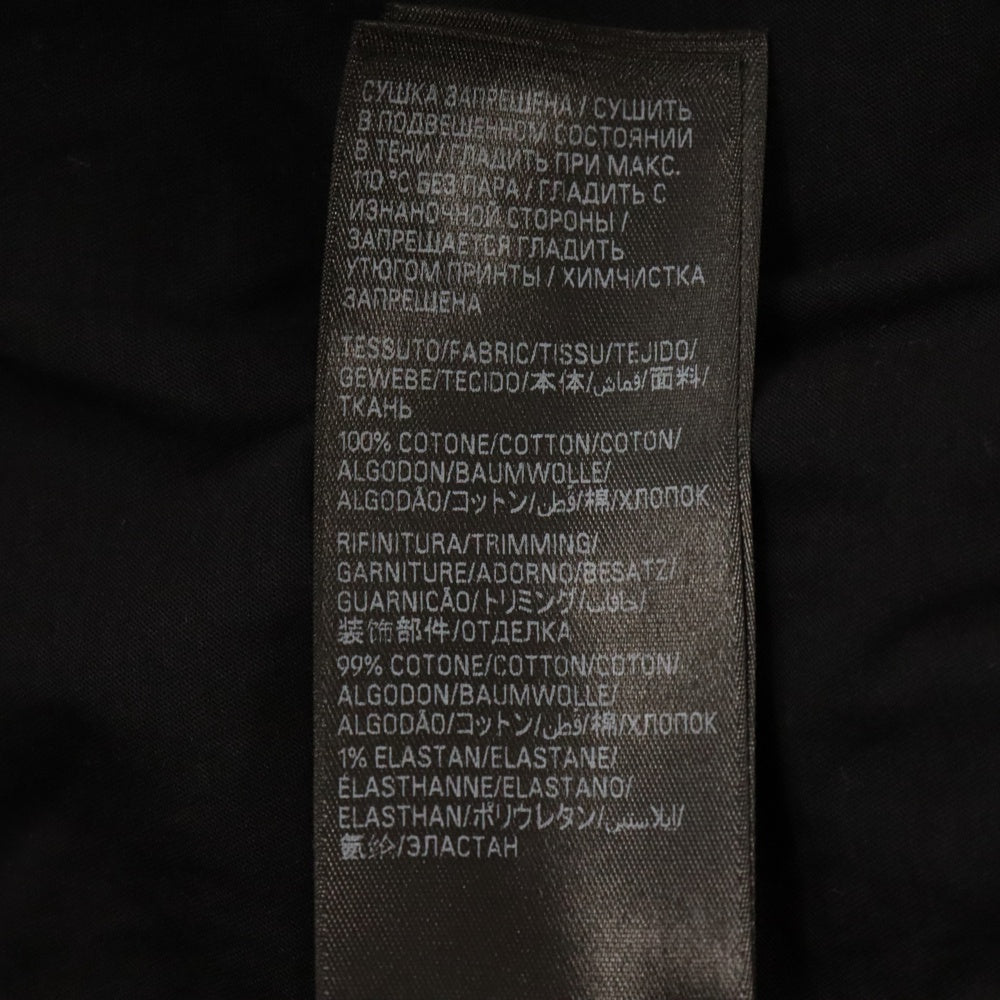 СУШКА ЗАПРЕЩЕНА / СУШИТЬ
В ПОДВЕШЕННОМ СОСТОЯНИИ
В ТЕНИ / ГЛАДИТЬ ПРИ МАКС.
110 °C БЕЗ ПАРА / ГЛАДИТЬ С
ИЗНАНОЧНОЙ СТОРОНЫ /
ЗАПРЕЩАЕТСЯ ГЛАДИТЬ
УТЮГОМ ПРИНТЫ / ХИМЧИСТКА
ЗАПРЕЩЕНА
TESSUTO/FABRIC/TISSU/TEJIDO/
GEWEBE/TECIDO/本体/قماش/面料/
ТКАНЬ
100% COTONE/COTTON/COTON/
ALGODON/BAUMWOLLE/
ALGODÃO/コットン/قطن/棉/ХЛОПОК
RIFINITURA/TRIMMING/
GARNITURE/ADORNO/BESATZ/
GUARNICÃO/トリミング/حافات/
装饰部件/ОТДЕЛКА
99% COTONE/COTTON/COTON/
ALGODON/BAUMWOLLE/
ALGODÃO/コットン/قطن/棉/ХЛОПОК
1% ELASTAN/ELASTANE/
ÉLASTHANNE/ELASTANO/
ELASTHAN/ポリウレタン/إيلاستين/
氨纶/ЭЛАСТАН